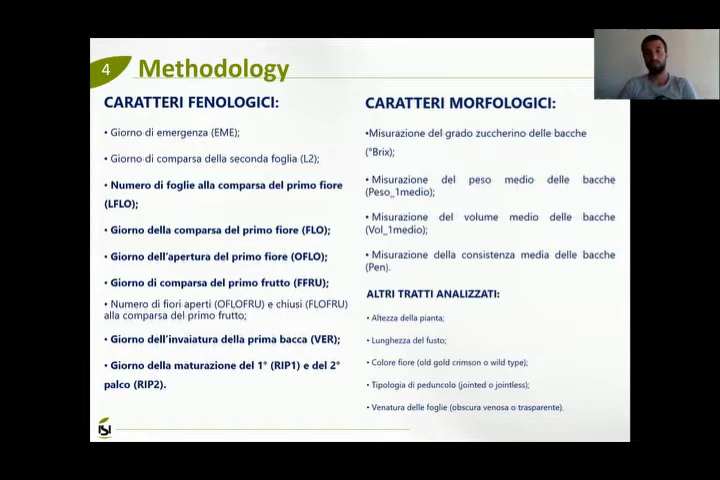 4
Methodology
CARATTERI FENOLOGICI:
• Giorno di emergenza (EME);
• Giorno di comparsa della seconda foglia (L2);
• Numero di foglie alla comparsa del primo fiore
(LFLO);
• Giorno della comparsa del primo fiore (FLO);
• Giorno dell'apertura del primo fiore (OFLO);
• Giorno di comparsa del primo frutto (FFRU);
• Numero di fiori aperti (OFLOFRU) e chiusi (FLOFRU)
alla comparsa del primo frutto;
• Giorno dell'invaiatura della prima bacca (VER);
• Giorno della maturazione del 1° (RIP1) e del 2°
palco (RIP2).
CARATTERI MORFOLOGICI:
•Misurazione del grado zuccherino delle bacche
(°Brix);
• Misurazione del peso medio delle bacche
(Peso_1medio);
• Misurazione del volume medio delle bacche
(Vol_1medio);
• Misurazione della consistenza media delle bacche
(Pen).
ALTRI TRATTI ANALIZZATI:
• Altezza della pianta;
• Lunghezza del fusto;
• Colore fiore (old gold crimson o wild type);
• Tipologia di peduncolo (jointed o jointless);
• Venatura delle foglie (obscura venosa o trasparente).
ISI